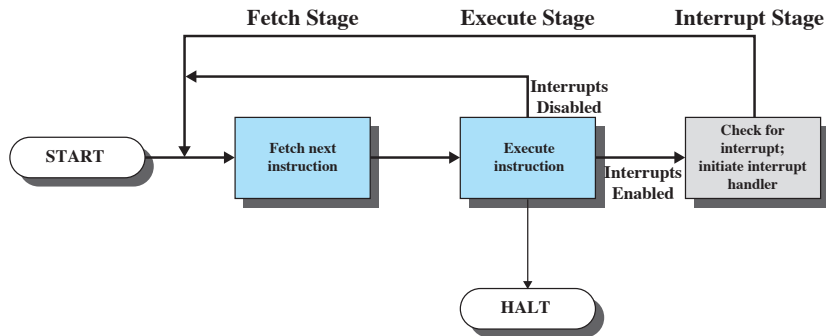 Fetch Stage
Execute Stage
Interrupt Stage
Interrupts
Disabled
START
Fetch next
instruction
Execute
instruction
Interrupts
Enabled
Check for
interrupt;
initiate interrupt
handler
HALT